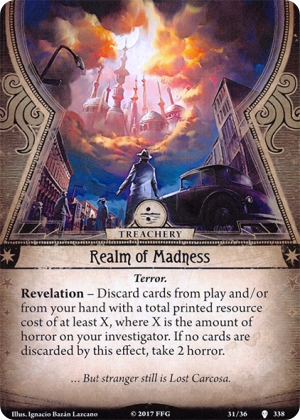 TREACHERY
Realm of Madness
Terror.
Revelation – Discard cards from play and/or
from your hand with a total printed resource
cost of at least X, where X is the amount of
horror on your investigator. If no cards are
discarded by this effect, take 2 horror.
… But stranger still is Lost Carcosa.
Illus. Ignacio Bazán Lazcano © 2017 FFG 31/36 338